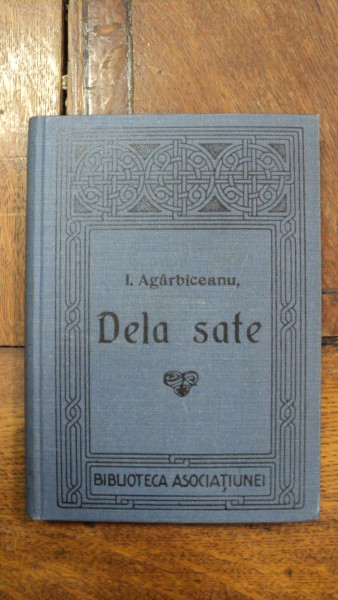 I. Agârbiceanu,
Dela sate
BIBLIOTECA ASOCIAȚIUNEI